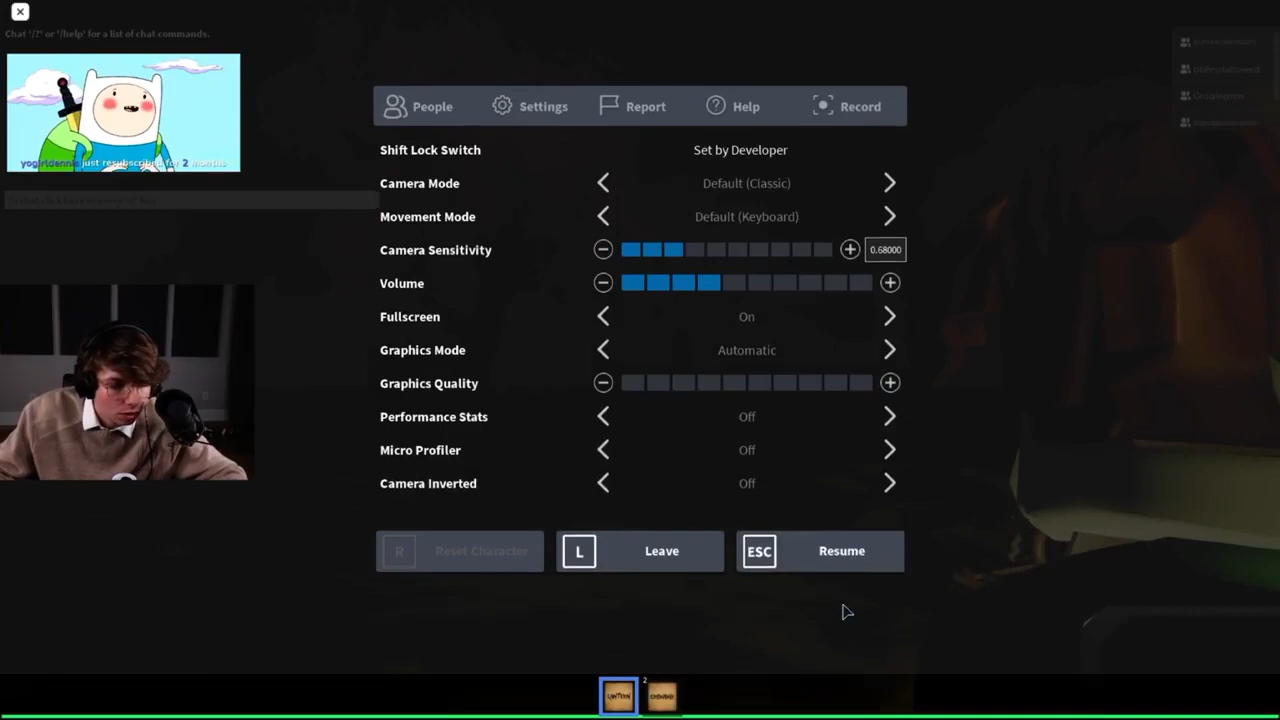 Chat '/?' or '/help' for a list of chat commands.
yogirldennis just resubscribed for 2 months
People
Settings
Report
Help
Record
Shift Lock Switch
Set by Developer
Camera Mode
Default (Classic)
Movement Mode
Default (Keyboard)
Camera Sensitivity
0.68000
Volume
Fullscreen
On
Graphics Mode
Automatic
Graphics Quality
Performance Stats
Off
Micro Profiler
Off
Camera Inverted
Off
R
Reset Character
L
Leave
ESC
Resume
LANTERN
2
CROWBAR